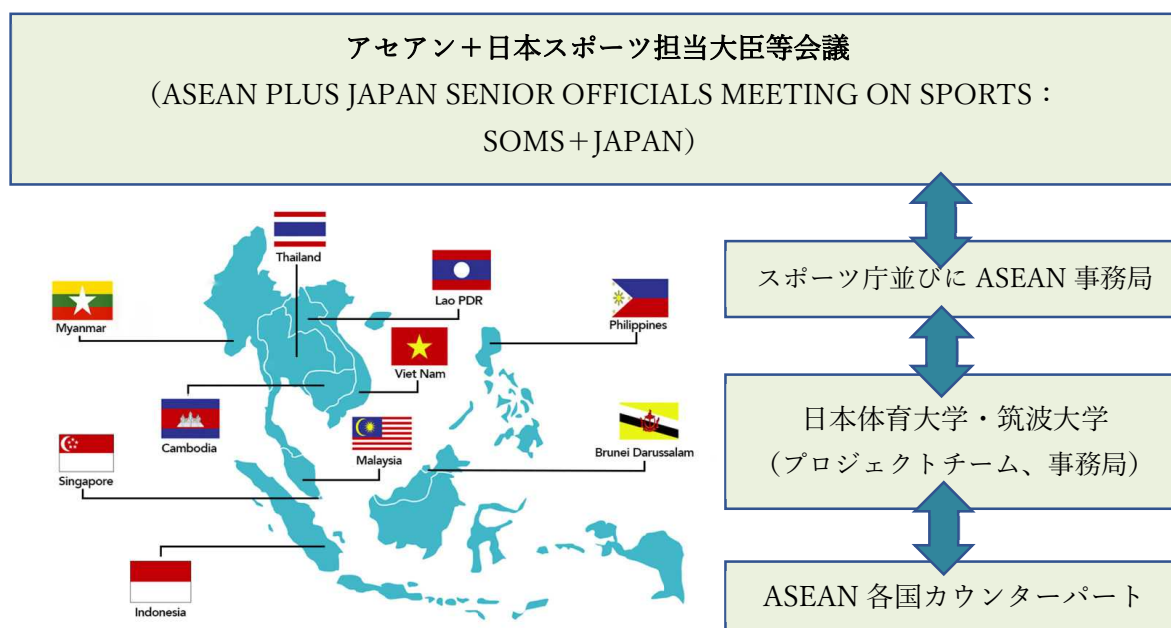 アセアン+日本スポーツ担当大臣等会議
(ASEAN PLUS JAPAN SENIOR OFFICIALS MEETING ON SPORTS:
SOMS+JAPAN)
スポーツ庁並びに ASEAN 事務局
日本体育大学・筑波大学
(プロジェクトチーム、事務局)
ASEAN 各国カウンターパート
Thailand
Lao PDR
Myanmar
Philippines
Viet Nam
Cambodia
Malaysia
Brunei Darussalam
Singapore
Indonesia